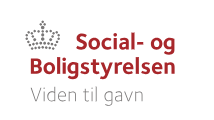 Social- og
Boligstyrelsen
Viden til gavn